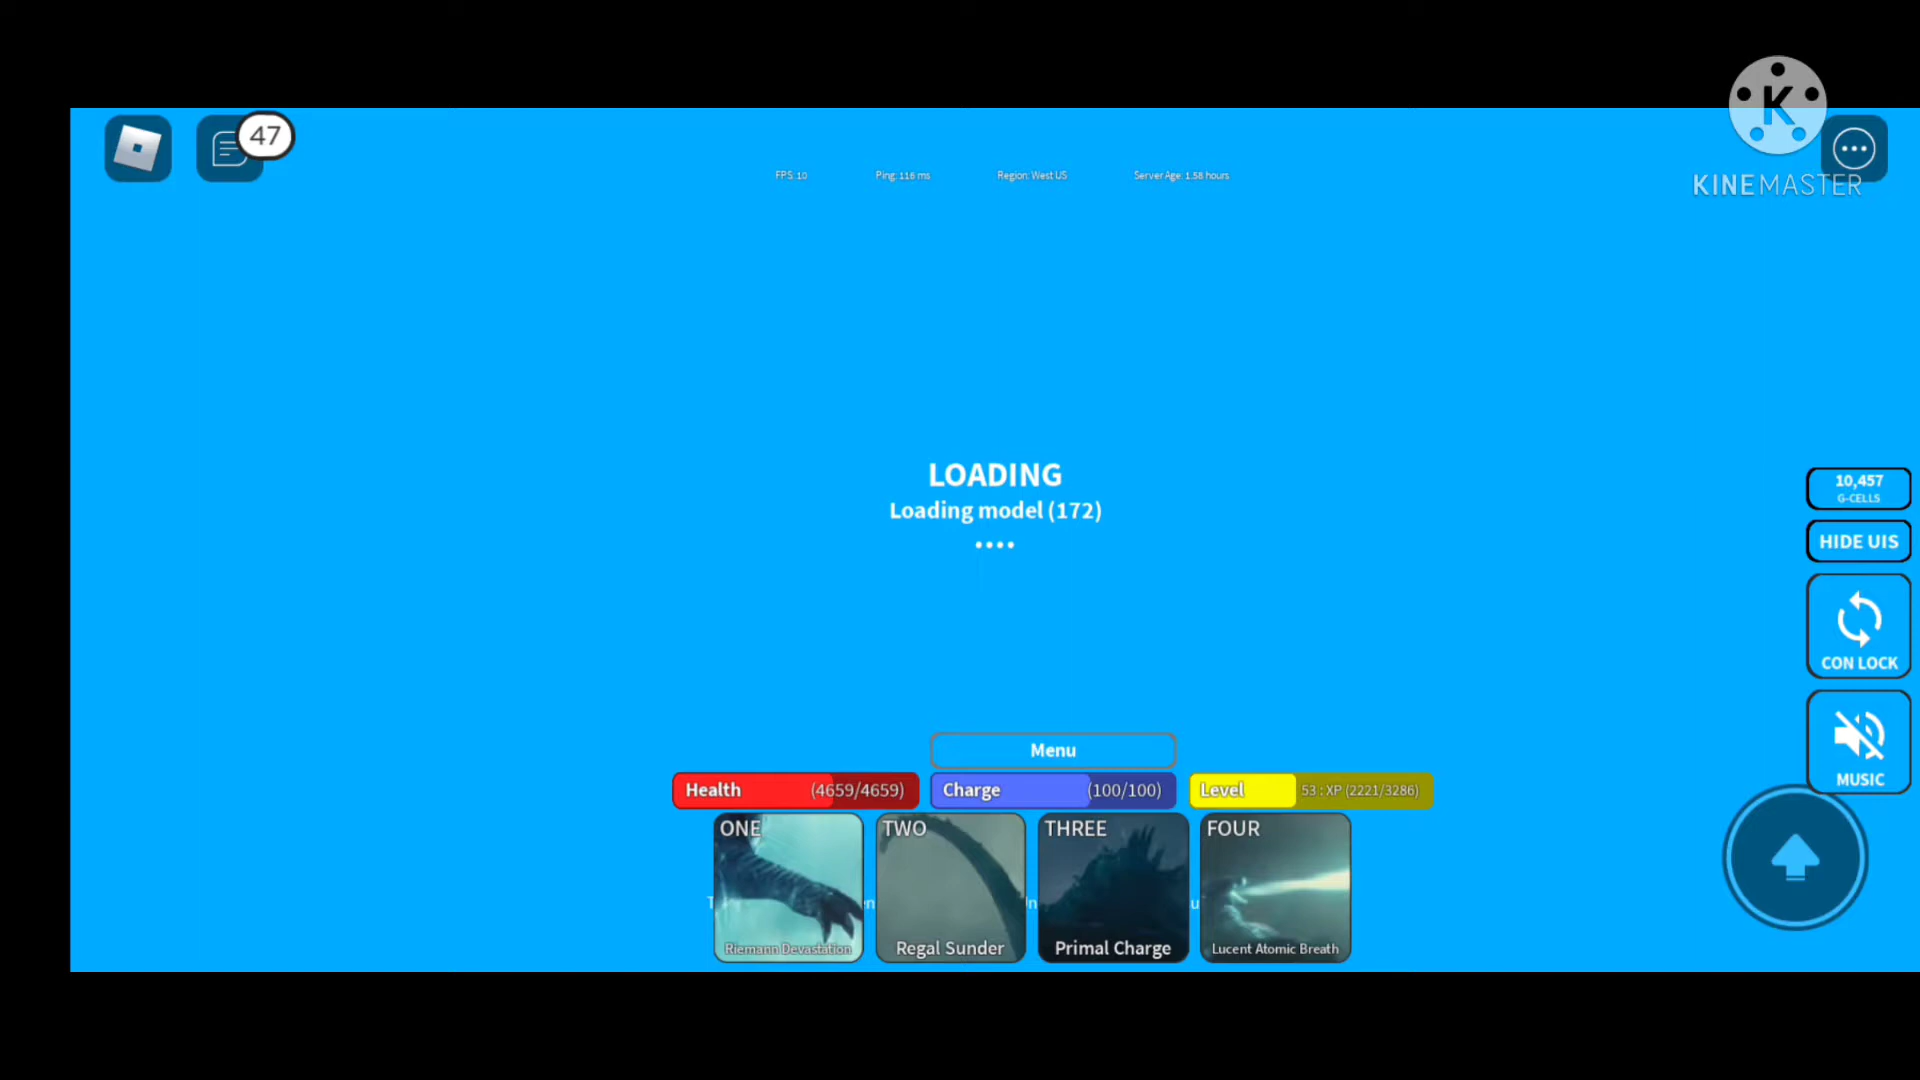 47
K
KINEMASTER
FPS: 10 Ping: 116 ms Region: West US Server Age: 1.58 hours
LOADING
Loading model (172)
10,457
G-CELLS
HIDE UIS
CON LOCK
MUSIC
Menu
Health (4659/4659) Charge (100/100) Level 53 : XP (2221/3286)
ONE TWO THREE FOUR
Riemann Devastation Regal Sunder Primal Charge Lucent Atomic Breath